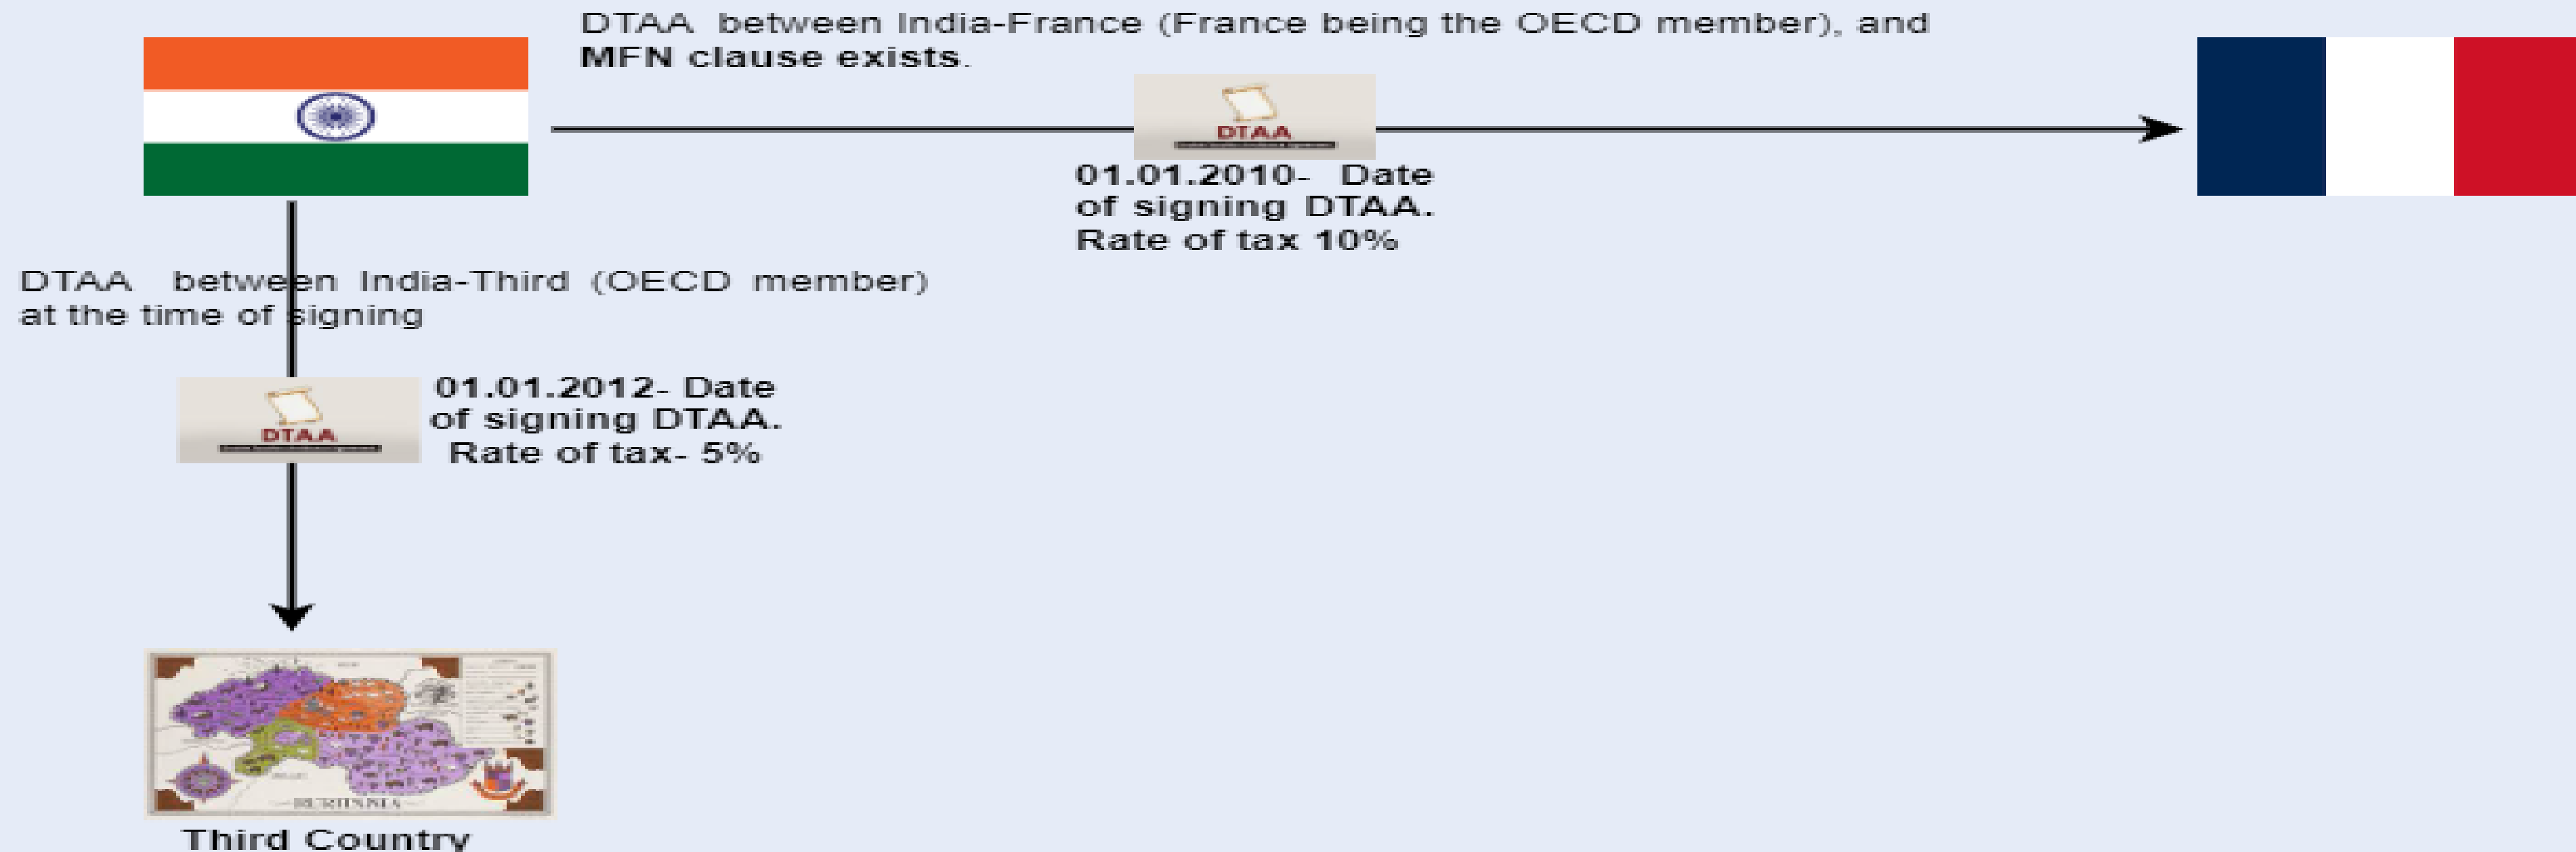 DTAA between India-France (France being the OECD member), and
MFN clause exists.
DTAA
01.01.2010- Date
of signing DTAA.
Rate of tax 10%
DTAA between India-Third (OECD member)
at the time of signing
DTAA
01.01.2012- Date
of signing DTAA.
Rate of tax- 5%
Third Country